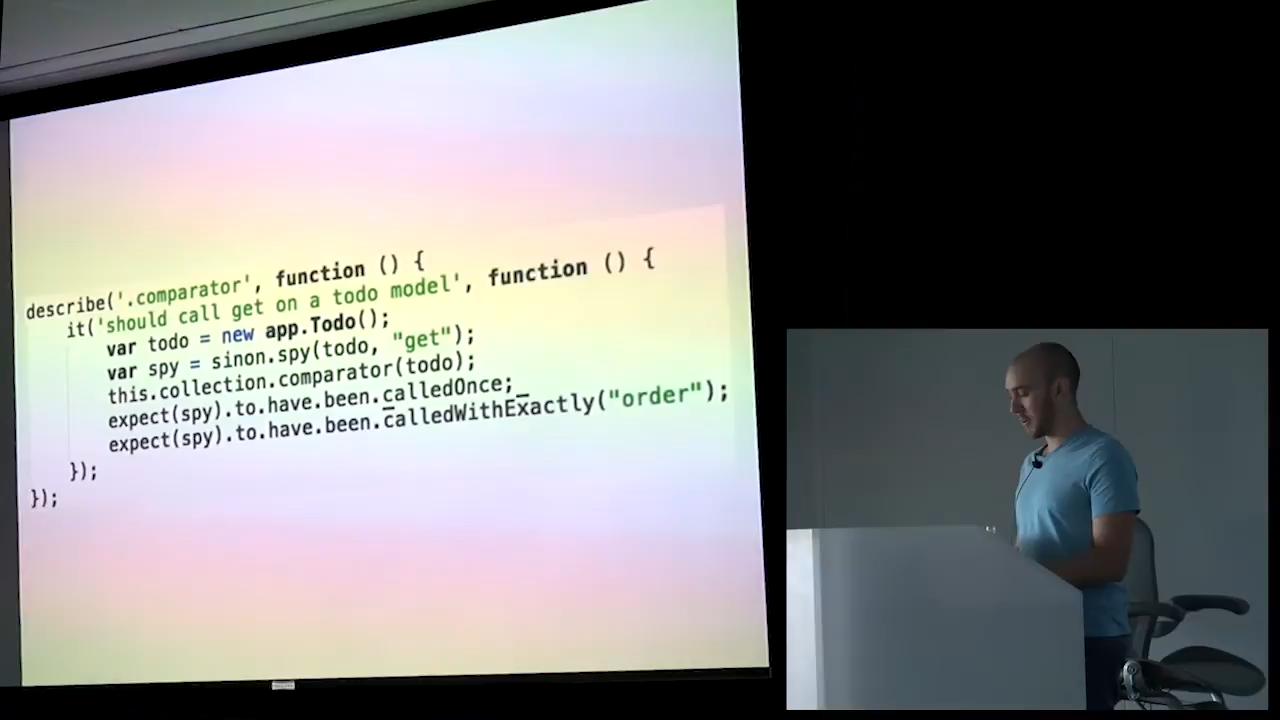 describe('.comparator', function () {
it('should call get on a todo model', function () {
var todo = new app.Todo();
var spy = sinon.spy(todo, "get");
this.collection.comparator(todo);
expect(spy).to.have.been.calledOnce;
expect(spy).to.have.been.calledWithExactly("order");
});
});